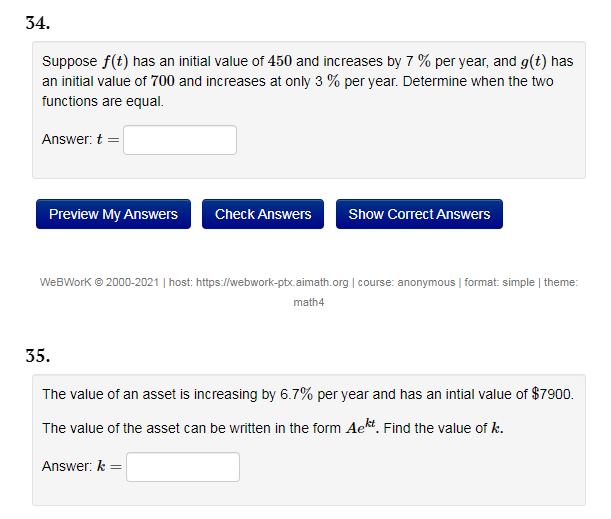 34.
Suppose f(t) has an initial value of 450 and increases by 7 % per year, and g(t) has
an initial value of 700 and increases at only 3 % per year. Determine when the two
functions are equal.
Answer: t =
Preview My Answers Check Answers Show Correct Answers
WeBWorK © 2000-2021 | host: https://webwork-ptx.aimath.org | course: anonymous | format: simple | theme:
math4
35.
The value of an asset is increasing by 6.7% per year and has an intial value of $7900.
The value of the asset can be written in the form Ae^{kt}. Find the value of k.
Answer: k =